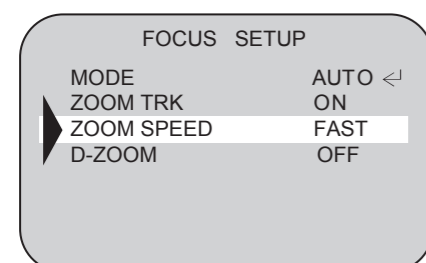 FOCUS SETUP
MODE AUTO ↵
ZOOM TRK ON
ZOOM SPEED FAST
D-ZOOM OFF